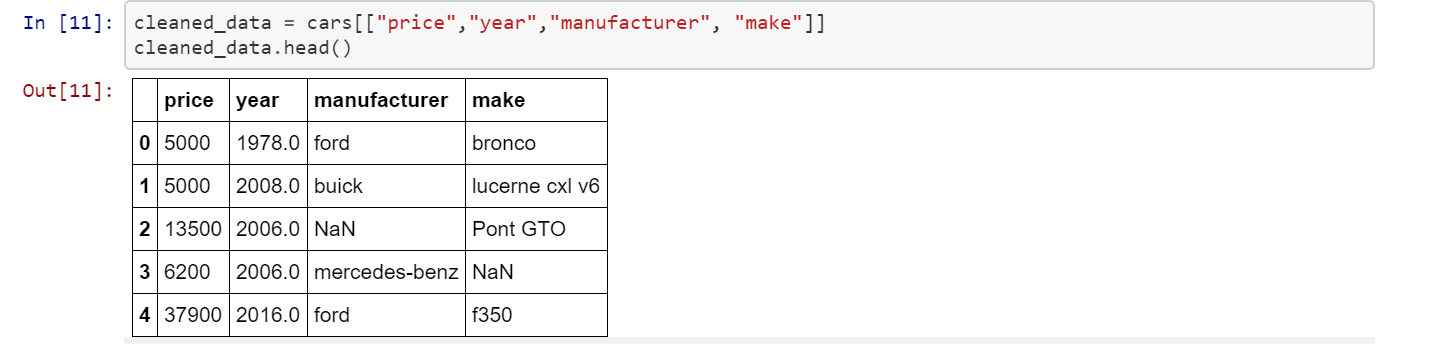 In [11]: cleaned_data = cars[["price","year","manufacturer", "make"]]
cleaned_data.head()
Out[11]:
price year manufacturer make
0 5000 1978.0 ford bronco
1 5000 2008.0 buick lucerne cxl v6
2 13500 2006.0 NaN Pont GTO
3 6200 2006.0 mercedes-benz NaN
4 37900 2016.0 ford f350